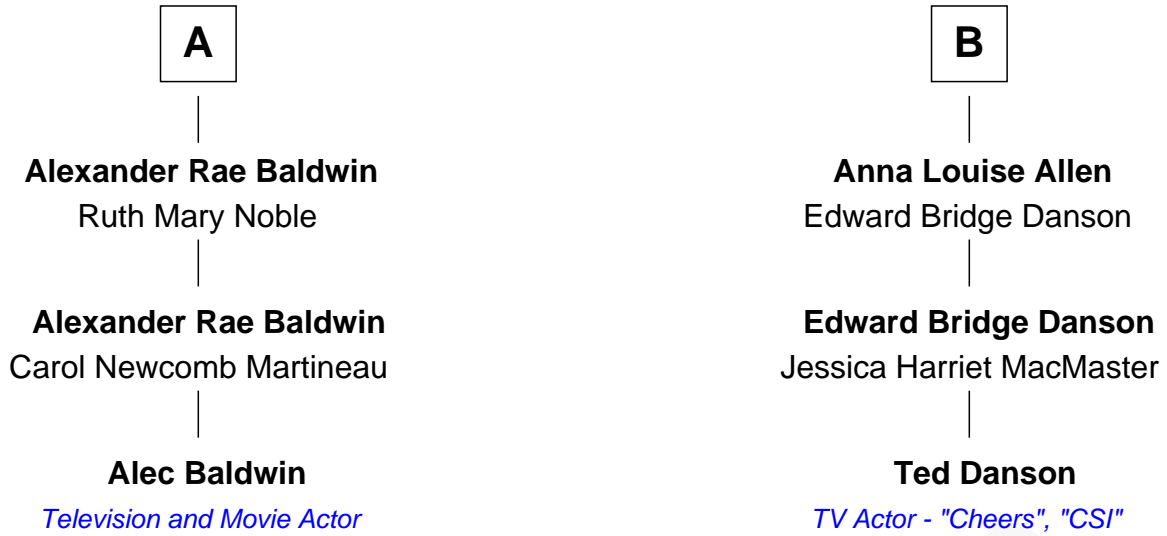 A
Alexander Rae Baldwin
Ruth Mary Noble
Alexander Rae Baldwin
Carol Newcomb Martineau
Alec Baldwin
Television and Movie Actor
B
Anna Louise Allen
Edward Bridge Danson
Edward Bridge Danson
Jessica Harriet MacMaster
Ted Danson
TV Actor - "Cheers", "CSI"